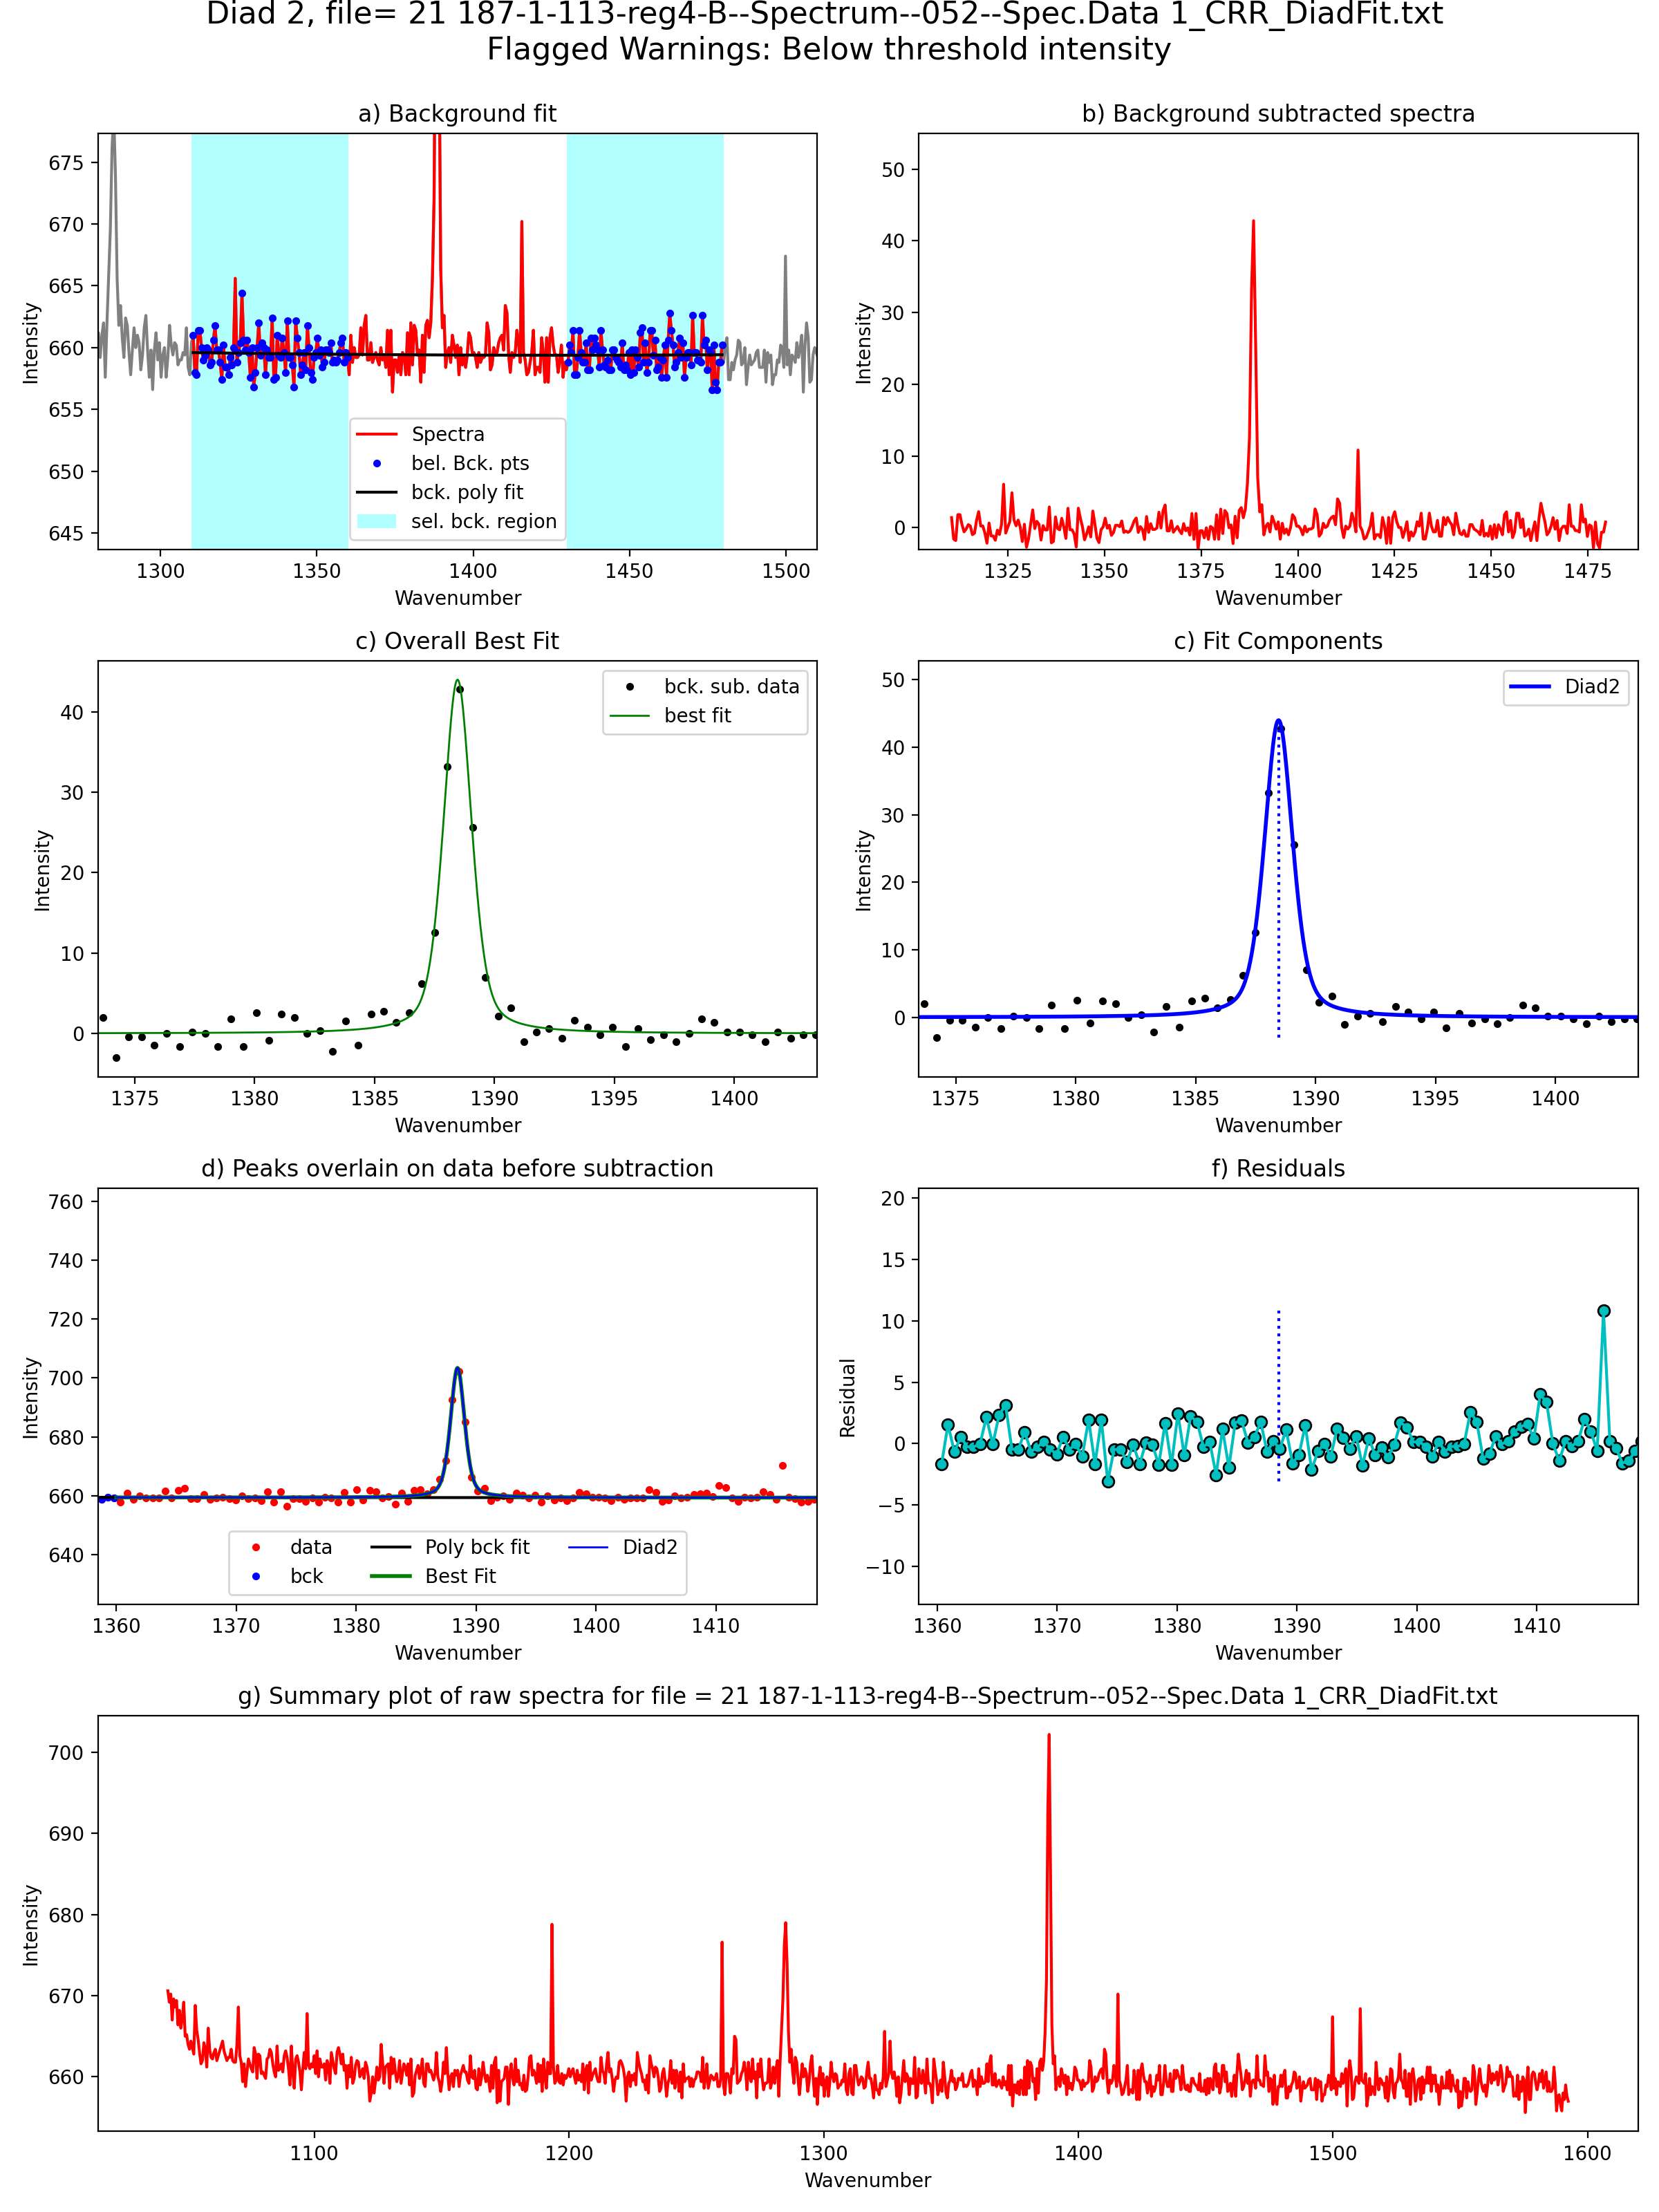 Diad 2, file= 21 187-1-113-reg4-B--Spectrum--052--Spec.Data 1_CRR_DiadFit.txt
Flagged Warnings: Below threshold intensity
a) Background fit
675
670
665
660
655
650
645
Intensity
Spectra
bel. Bck. pts
bck. poly fit
sel. bck. region
1300 1350 1400 1450 1500
Wavenumber
b) Background subtracted spectra
50
40
30
20
10
0
Intensity
1325 1350 1375 1400 1425 1450 1475
Wavenumber
c) Overall Best Fit
40
30
20
10
0
Intensity
bck. sub. data
best fit
1375 1380 1385 1390 1395 1400
Wavenumber
c) Fit Components
50
40
30
20
10
0
Intensity
Diad2
1375 1380 1385 1390 1395 1400
Wavenumber
d) Peaks overlain on data before subtraction
760
740
720
700
680
660
640
Intensity
data Poly bck fit Diad2
bck Best Fit
1360 1370 1380 1390 1400 1410
Wavenumber
f) Residuals
20
15
10
5
0
−5
−10
Residual
1360 1370 1380 1390 1400 1410
Wavenumber
g) Summary plot of raw spectra for file = 21 187-1-113-reg4-B--Spectrum--052--Spec.Data 1_CRR_DiadFit.txt
700
690
680
670
660
Intensity
1100 1200 1300 1400 1500 1600
Wavenumber